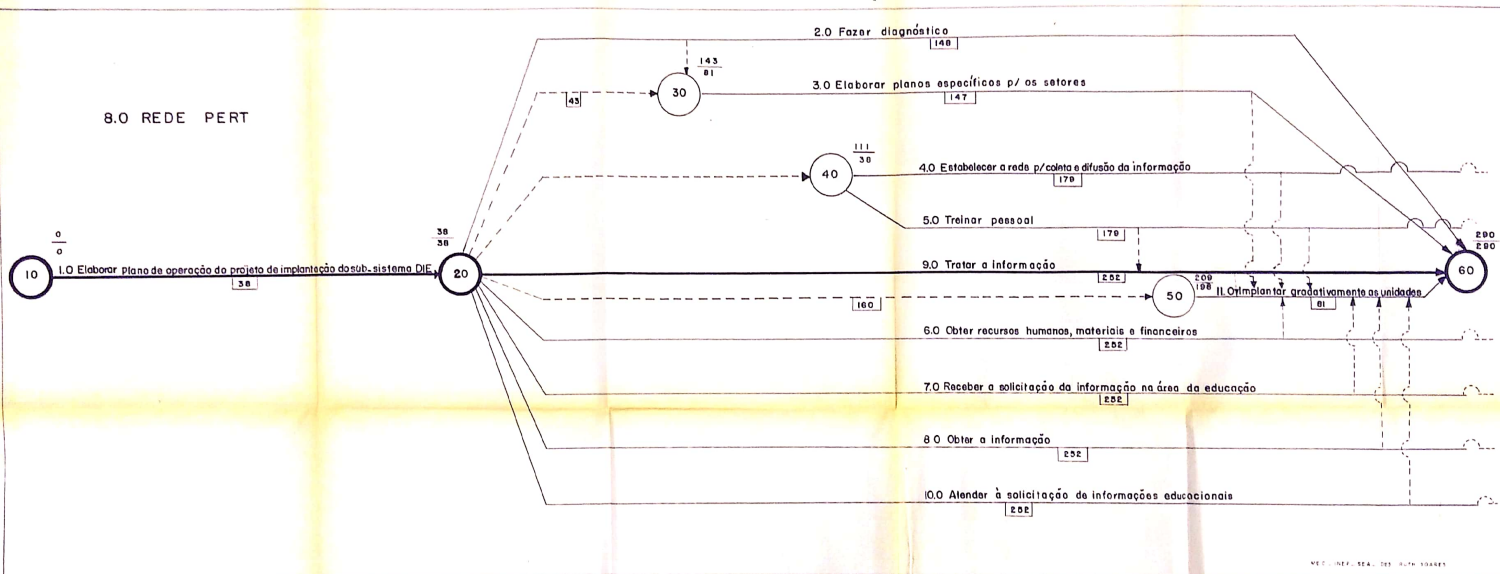 2.0 Fazer diagnóstico
148
143
81
30
3.0 Elaborar planos específicos p/ os setores
147
43
8.0 REDE PERT
111
38
40
4.0 Estabelecer a rede p/coleta e difusão da informação
179
5.0 Treinar pessoal
179
0
0
10
1.0 Elaborar plano de operação do projeto de implantação do sub-sistema DIE
38
38
38
20
9.0 Tratar a informação
252
290
290
60
160
50
209
198
11.0 Implantar gradativamente as unidades
81
6.0 Obter recursos humanos, materiais e financeiros
252
7.0 Receber a solicitação da informação na área da educação
252
8.0 Obter a informação
252
10.0 Atender à solicitação de informações educacionais
252